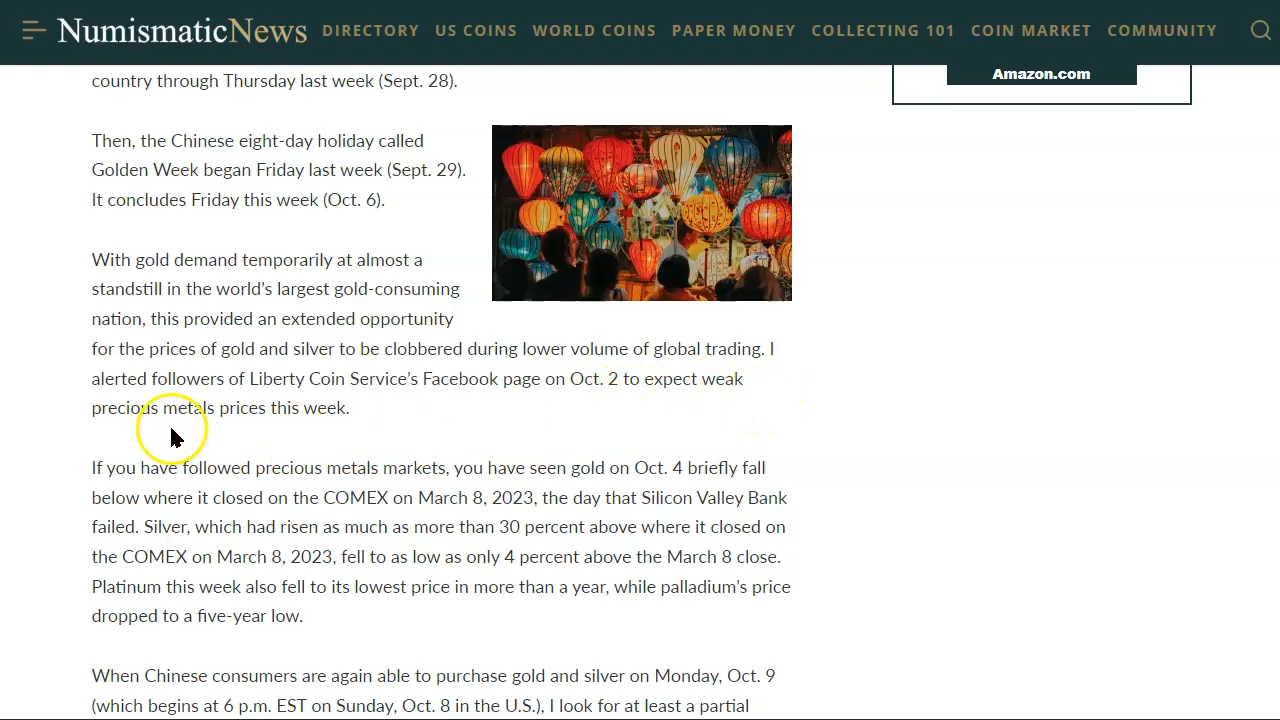 NumismaticNews DIRECTORY US COINS WORLD COINS PAPER MONEY COLLECTING 101 COIN MARKET COMMUNITY
Amazon.com
country through Thursday last week (Sept. 28).
Then, the Chinese eight-day holiday called
Golden Week began Friday last week (Sept. 29).
It concludes Friday this week (Oct. 6).
With gold demand temporarily at almost a
standstill in the world’s largest gold-consuming
nation, this provided an extended opportunity
for the prices of gold and silver to be clobbered during lower volume of global trading. I
alerted followers of Liberty Coin Service’s Facebook page on Oct. 2 to expect weak
precious metals prices this week.
If you have followed precious metals markets, you have seen gold on Oct. 4 briefly fall
below where it closed on the COMEX on March 8, 2023, the day that Silicon Valley Bank
failed. Silver, which had risen as much as more than 30 percent above where it closed on
the COMEX on March 8, 2023, fell to as low as only 4 percent above the March 8 close.
Platinum this week also fell to its lowest price in more than a year, while palladium’s price
dropped to a five-year low.
When Chinese consumers are again able to purchase gold and silver on Monday, Oct. 9
(which begins at 6 p.m. EST on Sunday, Oct. 8 in the U.S.), I look for at least a partial